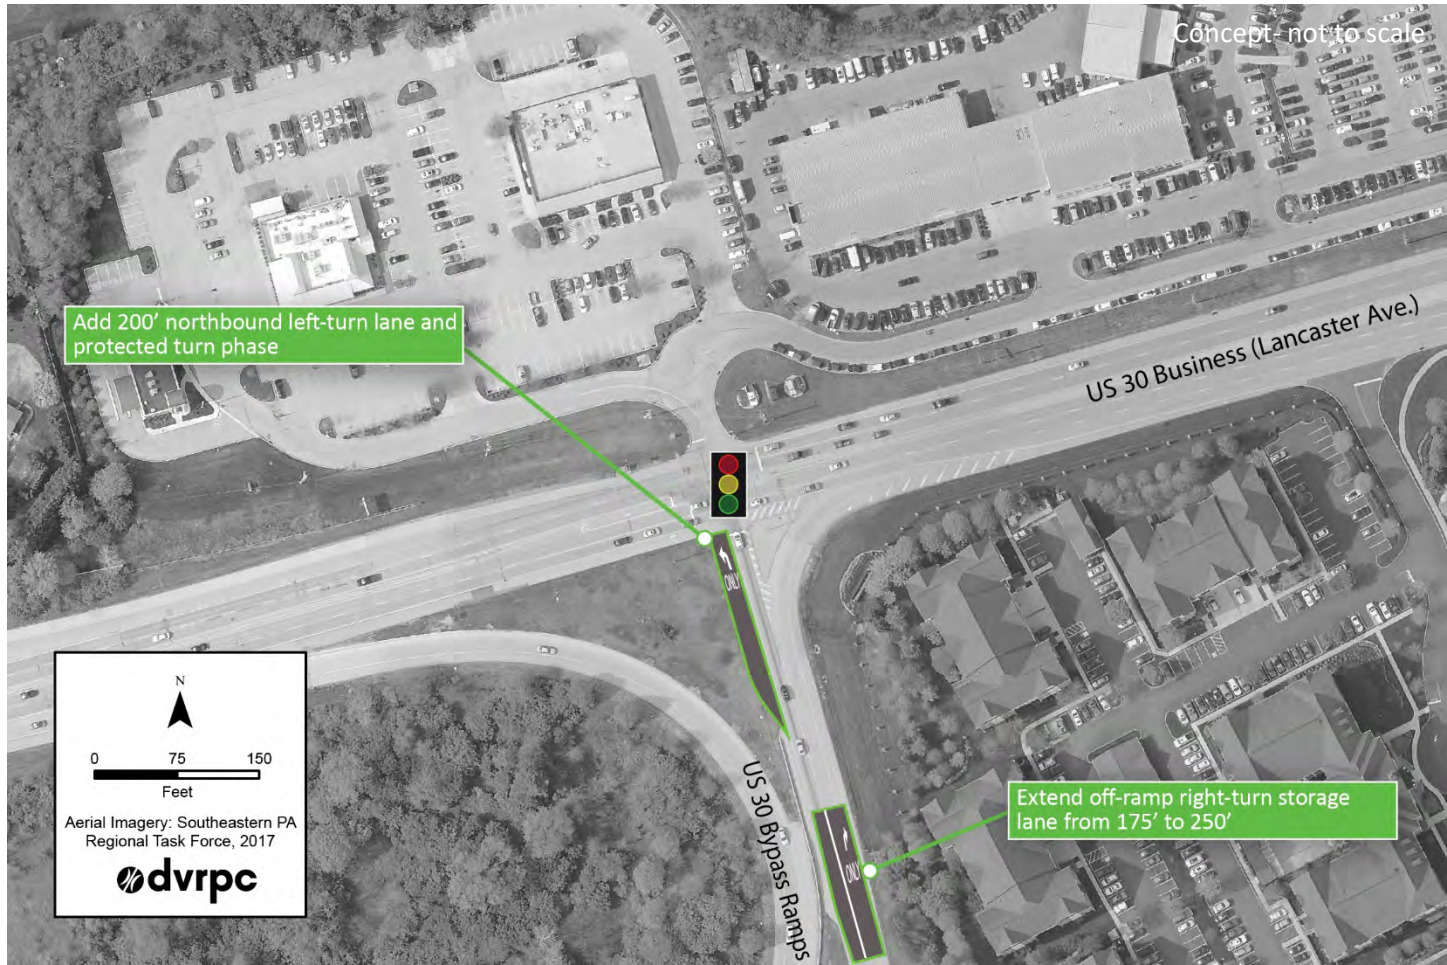 Concept- not to scale
Add 200’ northbound left-turn lane and
protected turn phase
US 30 Business (Lancaster Ave.)
ONLY
N
0 75 150
Feet
Aerial Imagery: Southeastern PA
Regional Task Force, 2017
dvrpc
US 30 Bypass Ramps
Extend off-ramp right-turn storage
lane from 175’ to 250’
ONLY